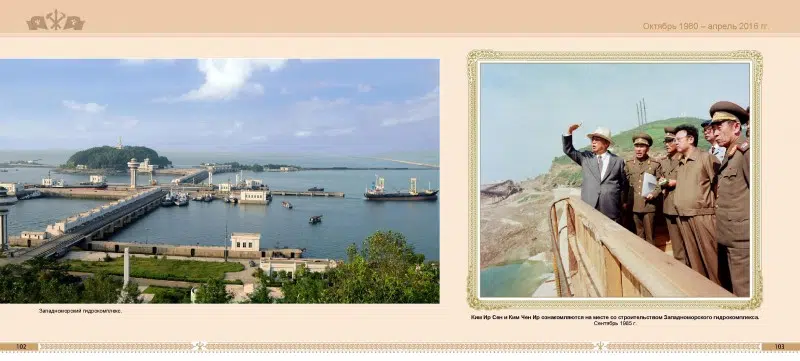 Октябрь 1980 – апрель 2016 гг.
Западноморский гидрокомплекс.
Ким Ир Сен и Ким Чен Ир ознакомляются на месте со строительством Западноморского гидрокомплекса.
Сентябрь 1985 г.
102
103